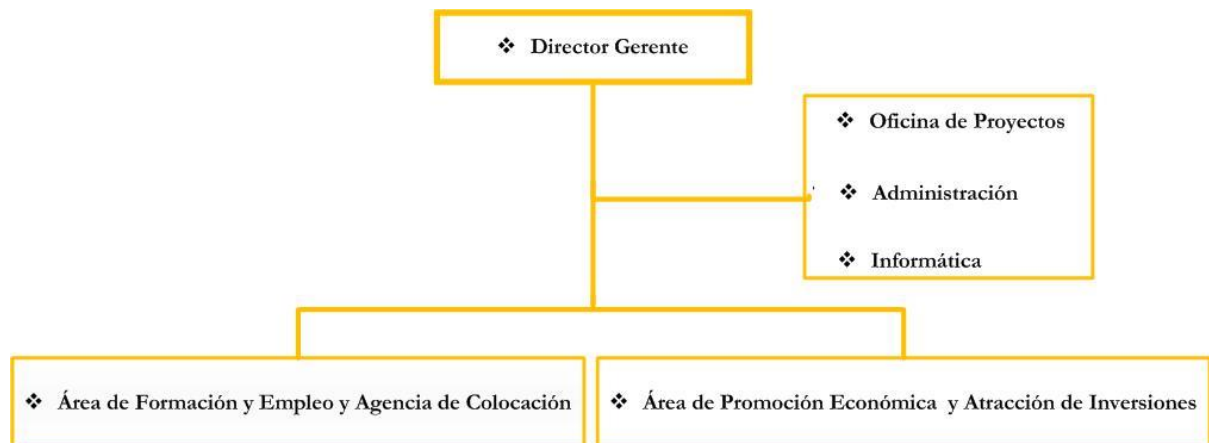 ❖ Director Gerente
❖ Oficina de Proyectos
❖ Administración
❖ Informática
❖ Área de Formación y Empleo y Agencia de Colocación
❖ Área de Promoción Económica y Atracción de Inversiones